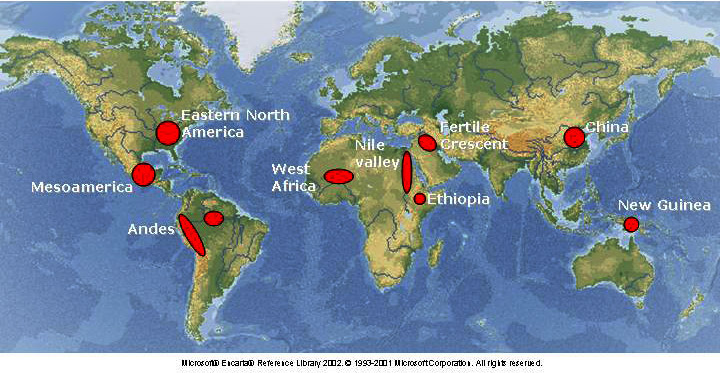 Eastern North
America
Mesoamerica
Andes
West
Africa
Nile
valley
Fertile
Crescent
Ethiopia
China
New Guinea
Microsoft® Encarta® Reference Library 2002. © 1993-2001 Microsoft Corporation. All rights reserved.